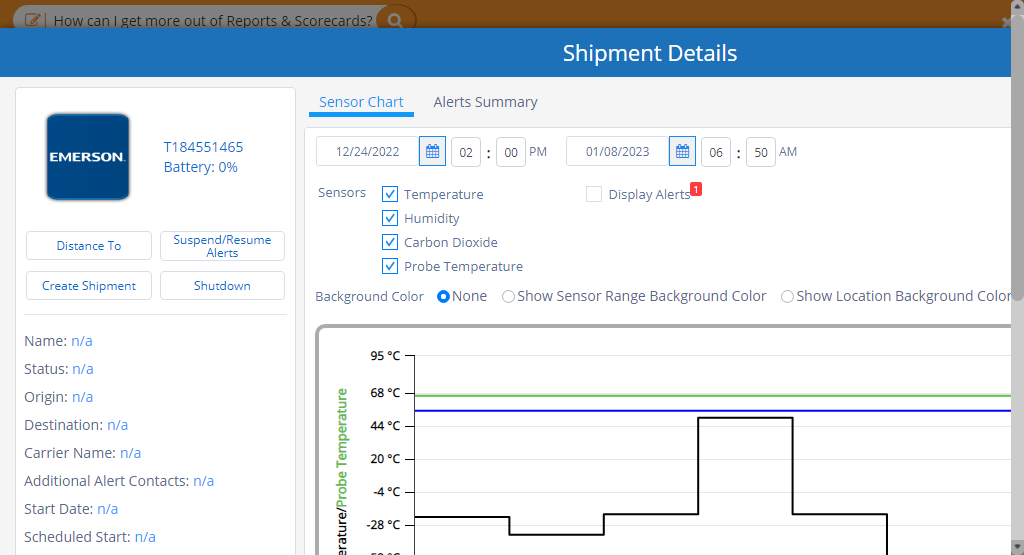 How can I get more out of Reports & Scorecards?
Shipment Details
EMERSON.
T184551465
Battery: 0%
Distance To
Suspend/Resume
Alerts
Create Shipment
Shutdown
Name: n/a
Status: n/a
Origin: n/a
Destination: n/a
Carrier Name: n/a
Additional Alert Contacts: n/a
Start Date: n/a
Scheduled Start: n/a
Sensor Chart Alerts Summary
12/24/2022 02 : 00 PM 01/08/2023 06 : 50 AM
Sensors Temperature Display Alerts 1
Humidity
Carbon Dioxide
Probe Temperature
Background Color None Show Sensor Range Background Color Show Location Background Color
95 °C
68 °C
44 °C
20 °C
-4 °C
-28 °C
erature/Probe Temperature